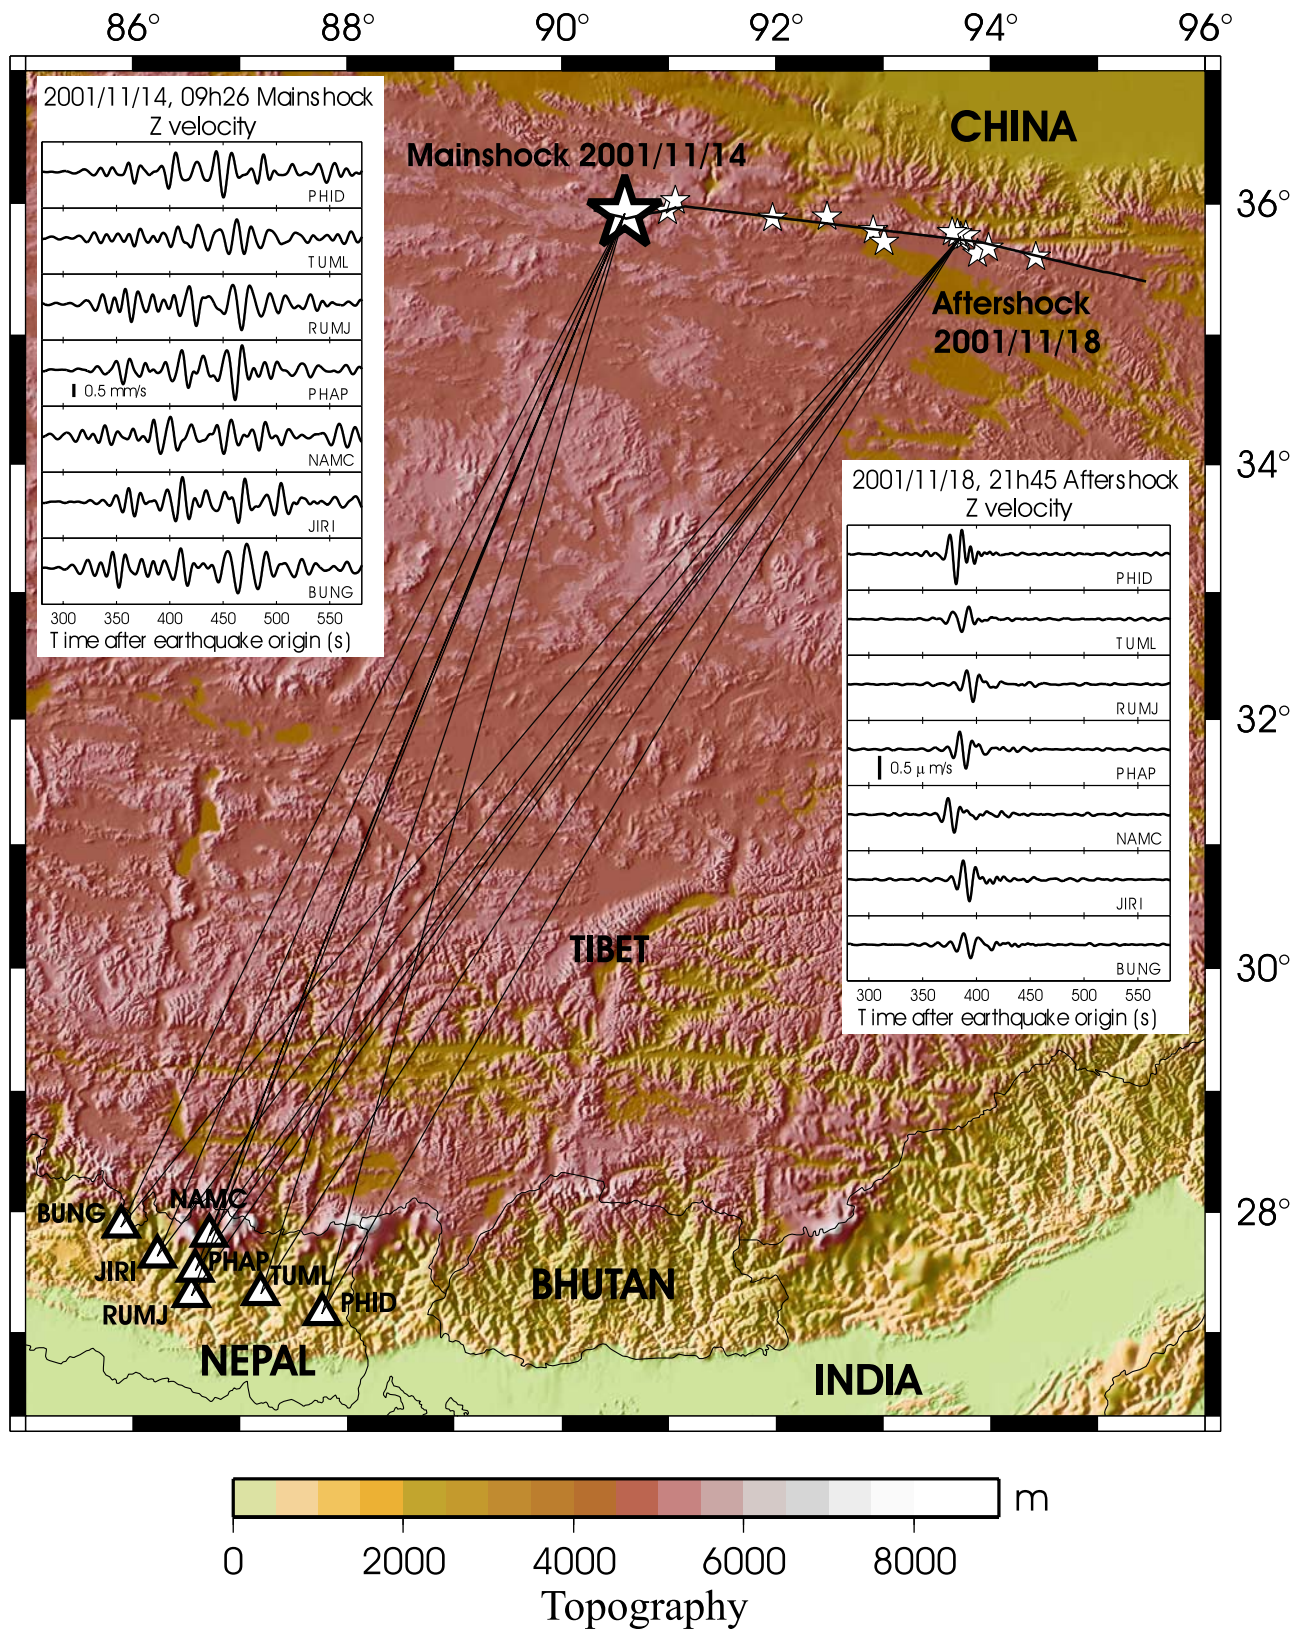 86° 88° 90° 92° 94° 96°
2001/11/14, 09h26 Mainshock
Z velocity
PHID
TUML
RUMJ
PHAP
0.5 mm/s
NAMC
JIRI
BUNG
300 350 400 450 500 550
Time after earthquake origin (s)
CHINA
Mainshock 2001/11/14
36°
Aftershock
2001/11/18
34°
2001/11/18, 21h45 Aftershock
Z velocity
PHID
TUML
RUMJ
PHAP
0.5 μ m/s
NAMC
JIRI
BUNG
300 350 400 450 500 550
Time after earthquake origin (s)
32°
TIBET
30°
28°
NAMC
BUNG
JIRI
PHAP
TUML
RUMJ
PHID
BHUTAN
NEPAL
INDIA
m
0 2000 4000 6000 8000
Topography